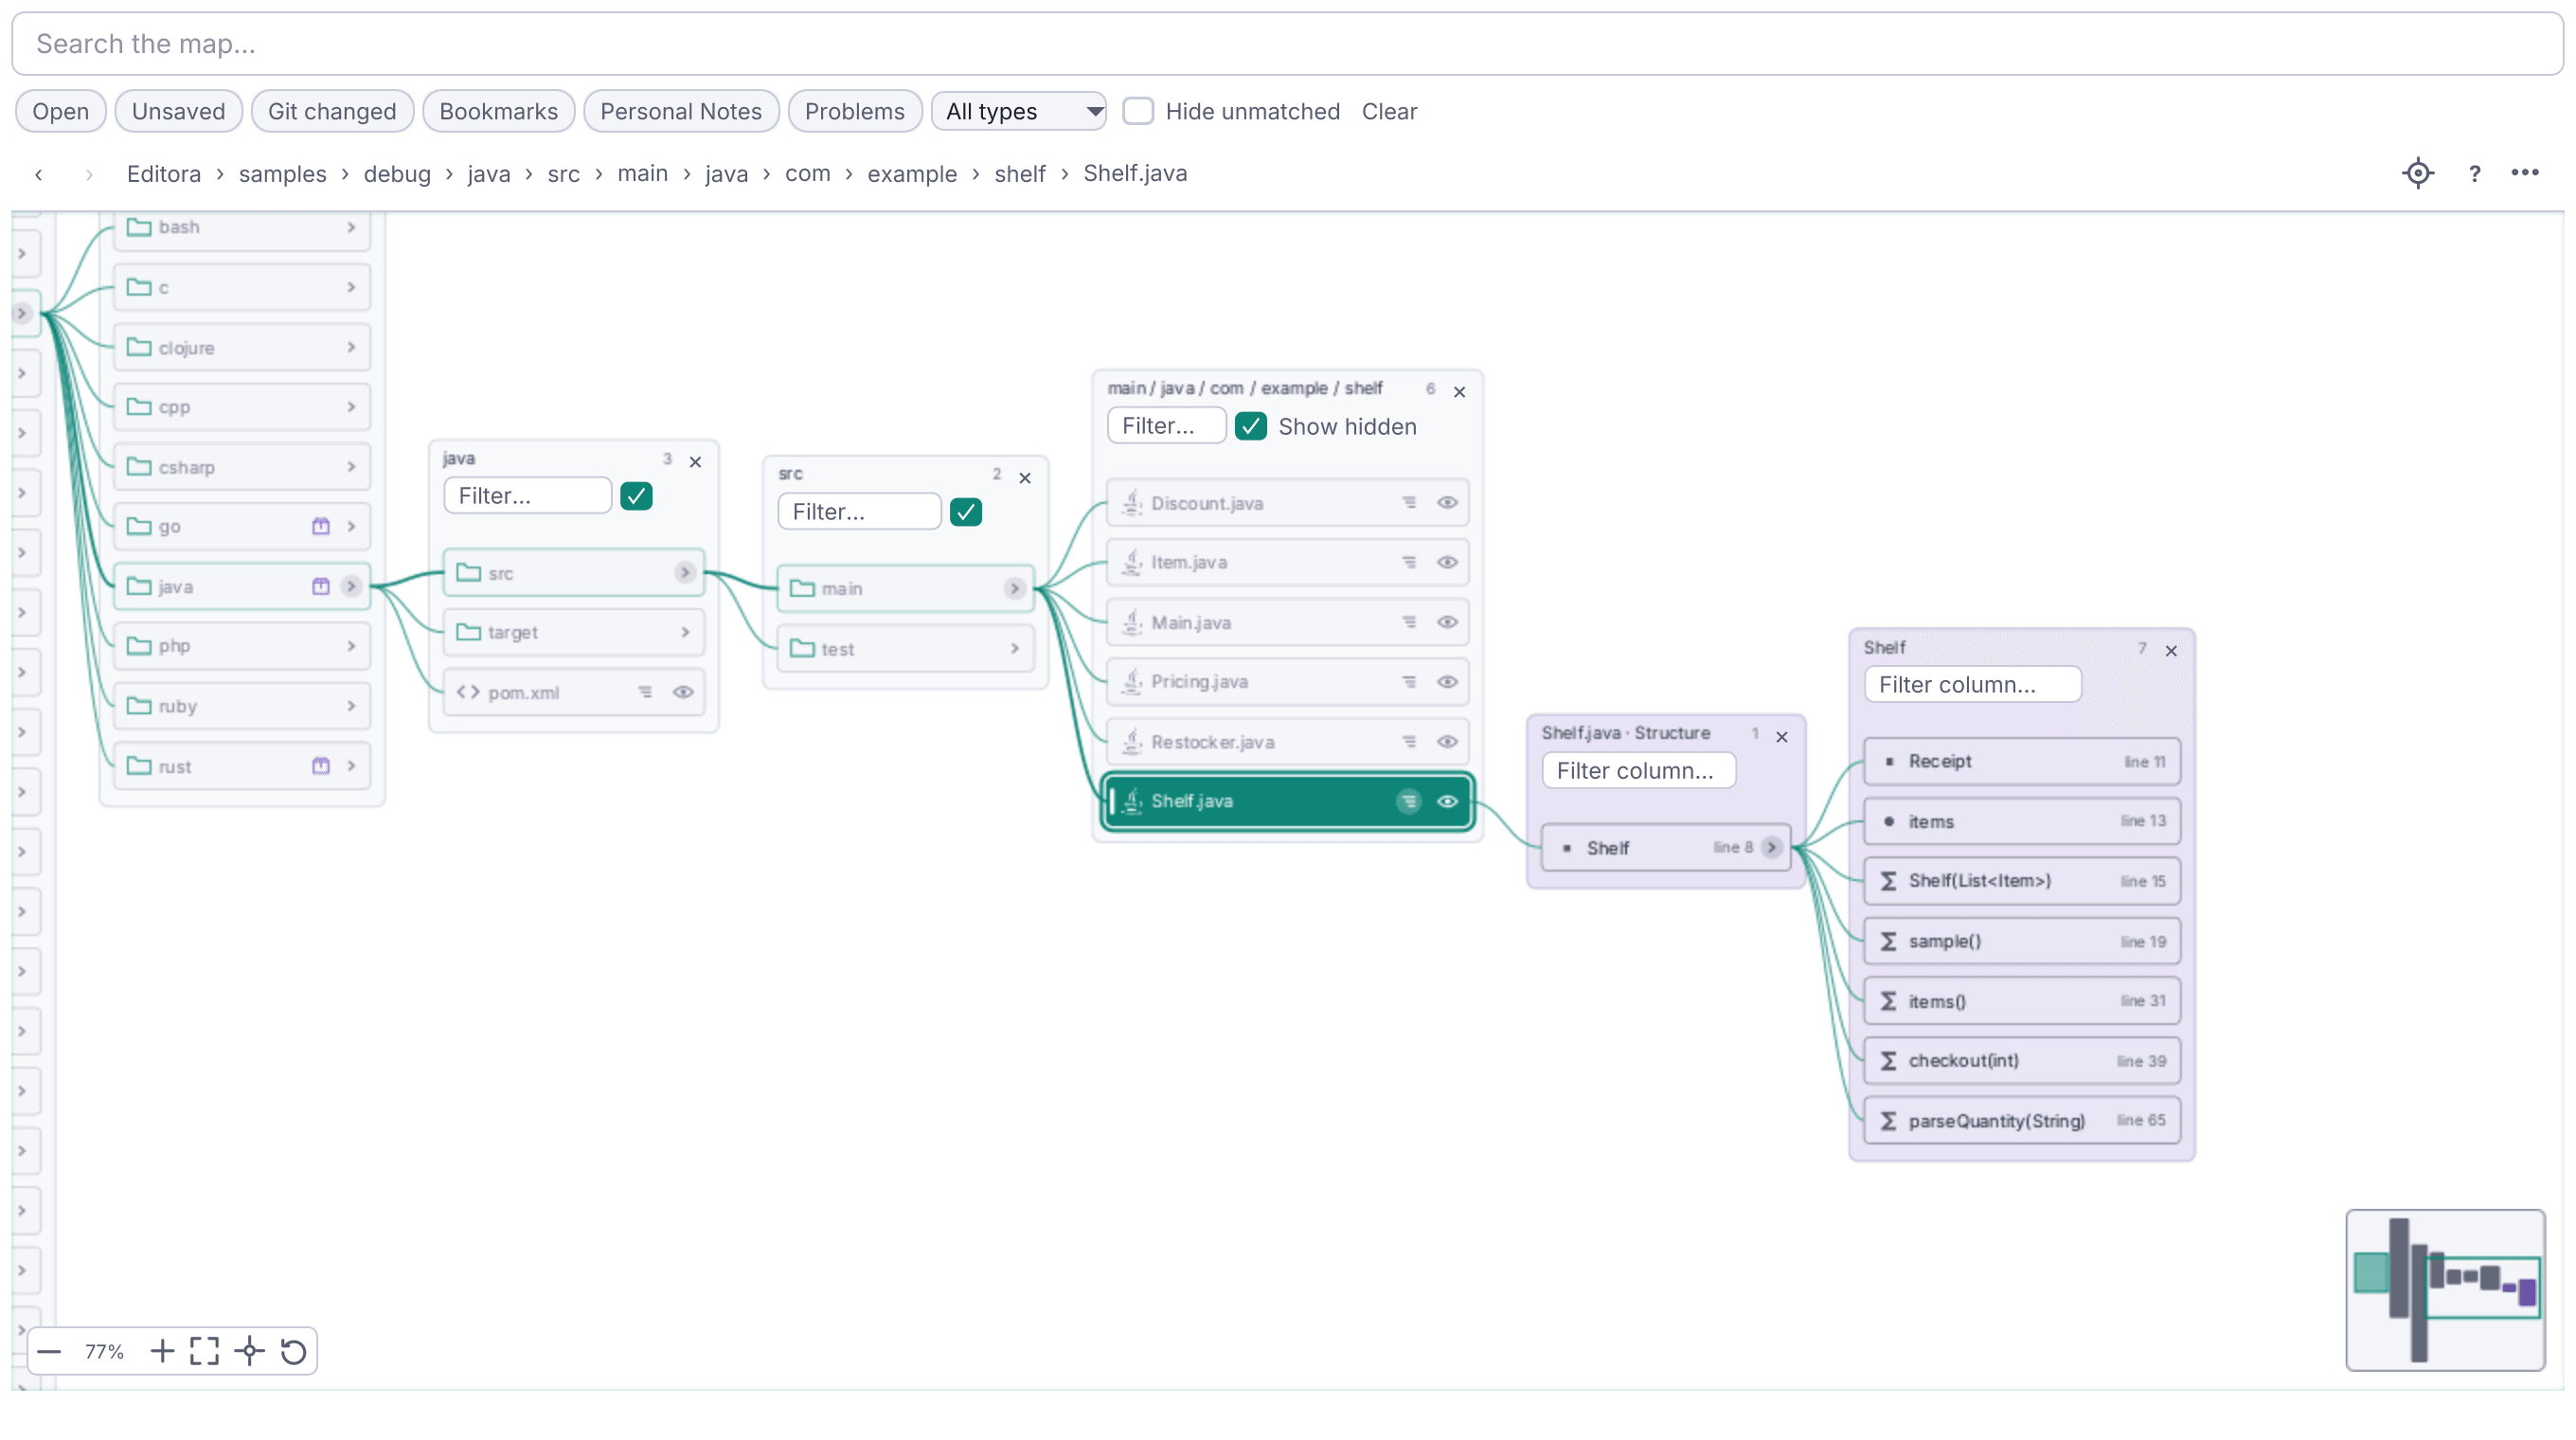 Search the map...
Open Unsaved Git changed Bookmarks Personal Notes Problems All types Hide unmatched Clear
‹ › Editora › samples › debug › java › src › main › java › com › example › shelf › Shelf.java ? •••
bash
c
clojure
cpp
csharp
go
java
php
ruby
rust
java 3 ×
Filter...
src
target
pom.xml
src 2 ×
Filter...
main
test
main / java / com / example / shelf 6 ×
Filter... Show hidden
Discount.java
Item.java
Main.java
Pricing.java
Restocker.java
Shelf.java
Shelf.java · Structure 1 ×
Filter column...
Shelf line 8
Shelf 7 ×
Filter column...
Receipt line 11
items line 13
Σ Shelf(List<Item>) line 15
Σ sample() line 19
Σ items() line 31
Σ checkout(int) line 39
Σ parseQuantity(String) line 65
— 77% +